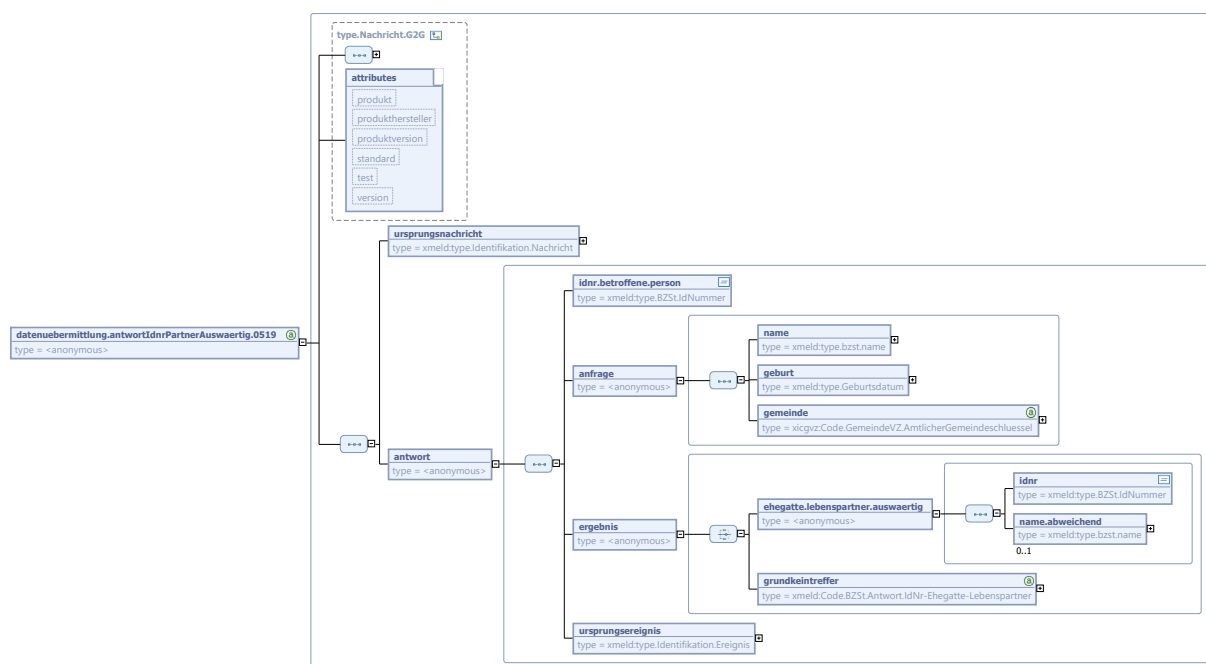 type.Nachricht.G2G
attributes
produkt
produkthersteller
produktversion
standard
test
version
ursprungsnachricht
type = xmeld:type.Identifikation.Nachricht
datenuebermittlung.antwortIdnrPartnerAuswaertig.0519
type = <anonymous>
antwort
type = <anonymous>
idnr.betroffene.person
type = xmeld:type.BZSt.IdNummer
anfrage
type = <anonymous>
name
type = xmeld:type.bzst.name
geburt
type = xmeld:type.Geburtsdatum
gemeinde
type = xicgvz:Code.GemeindeVZ.AmtlicherGemeindeschluessel
ergebnis
type = <anonymous>
ehegatte.lebenspartner.auswaertig
type = <anonymous>
idnr
type = xmeld:type.BZSt.IdNummer
name.abweichend
type = xmeld:type.bzst.name
0..1
grundkeintreffer
type = xmeld:Code.BZSt.Antwort.IdNr-Ehegatte-Lebenspartner
ursprungsereignis
type = xmeld:type.Identifikation.Ereignis